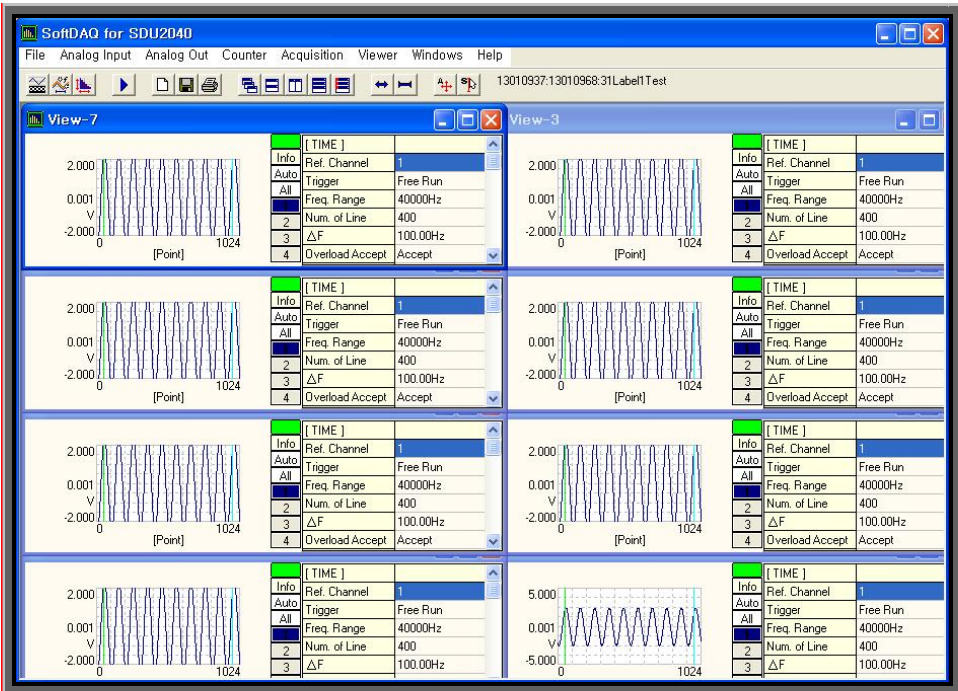 SoftDAQ for SDU2040
File Analog Input Analog Out Counter Acquisition Viewer Windows Help
13010937:13010968:31Label1Test
View-7
2.000
0.001
V
-2.000
0 1024
[Point]
Info
Auto
All
1
2
3
4
[ TIME ]
Ref. Channel 1
Trigger Free Run
Freq. Range 40000Hz
Num. of Line 400
△F 100.00Hz
Overload Accept Accept
View-3
2.000
0.001
V
-2.000
0 1024
[Point]
Info
Auto
All
1
2
3
4
[ TIME ]
Ref. Channel 1
Trigger Free Run
Freq. Range 40000Hz
Num. of Line 400
△F 100.00Hz
Overload Accept Accept
2.000
0.001
V
-2.000
0 1024
[Point]
Info
Auto
All
1
2
3
4
[ TIME ]
Ref. Channel 1
Trigger Free Run
Freq. Range 40000Hz
Num. of Line 400
△F 100.00Hz
Overload Accept Accept
2.000
0.001
V
-2.000
0 1024
[Point]
Info
Auto
All
1
2
3
4
[ TIME ]
Ref. Channel 1
Trigger Free Run
Freq. Range 40000Hz
Num. of Line 400
△F 100.00Hz
Overload Accept Accept
2.000
0.001
V
-2.000
0 1024
[Point]
Info
Auto
All
1
2
3
4
[ TIME ]
Ref. Channel 1
Trigger Free Run
Freq. Range 40000Hz
Num. of Line 400
△F 100.00Hz
Overload Accept Accept
2.000
0.001
V
-2.000
0 1024
[Point]
Info
Auto
All
1
2
3
4
[ TIME ]
Ref. Channel 1
Trigger Free Run
Freq. Range 40000Hz
Num. of Line 400
△F 100.00Hz
Overload Accept Accept
2.000
0.001
V
-2.000
0 1024
Info
Auto
All
1
2
3
[ TIME ]
Ref. Channel 1
Trigger Free Run
Freq. Range 40000Hz
Num. of Line 400
△F 100.00Hz
5.000
0.001
V
-5.000
0 1024
Info
Auto
All
1
2
3
[ TIME ]
Ref. Channel 1
Trigger Free Run
Freq. Range 40000Hz
Num. of Line 400
△F 100.00Hz